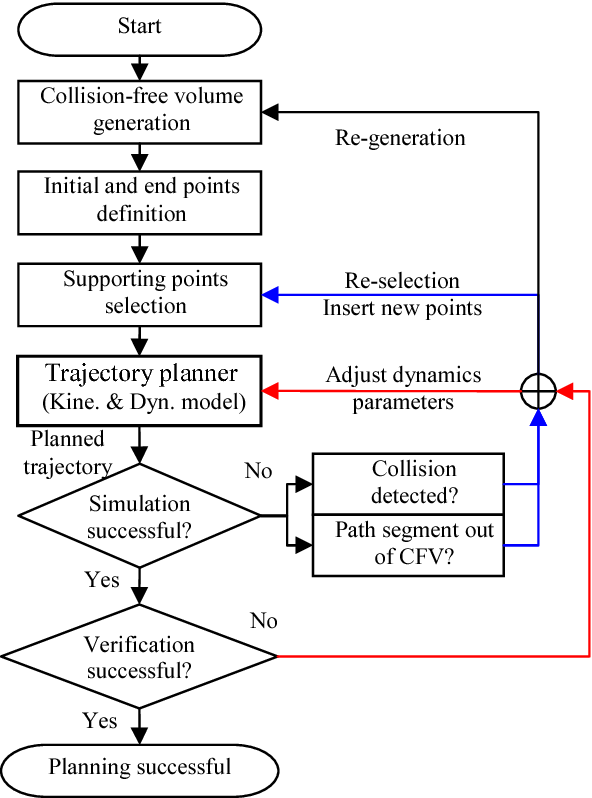 Start
Collision-free volume
generation
Re-generation
Initial and end points
definition
Supporting points
selection
Re-selection
Insert new points
Trajectory planner
(Kine. & Dyn. model)
Adjust dynamics
parameters
Planned
trajectory
No
Simulation
successful?
Collision
detected?
Path segment out
of CFV?
Yes
No
Verification
successful?
Yes
Planning successful